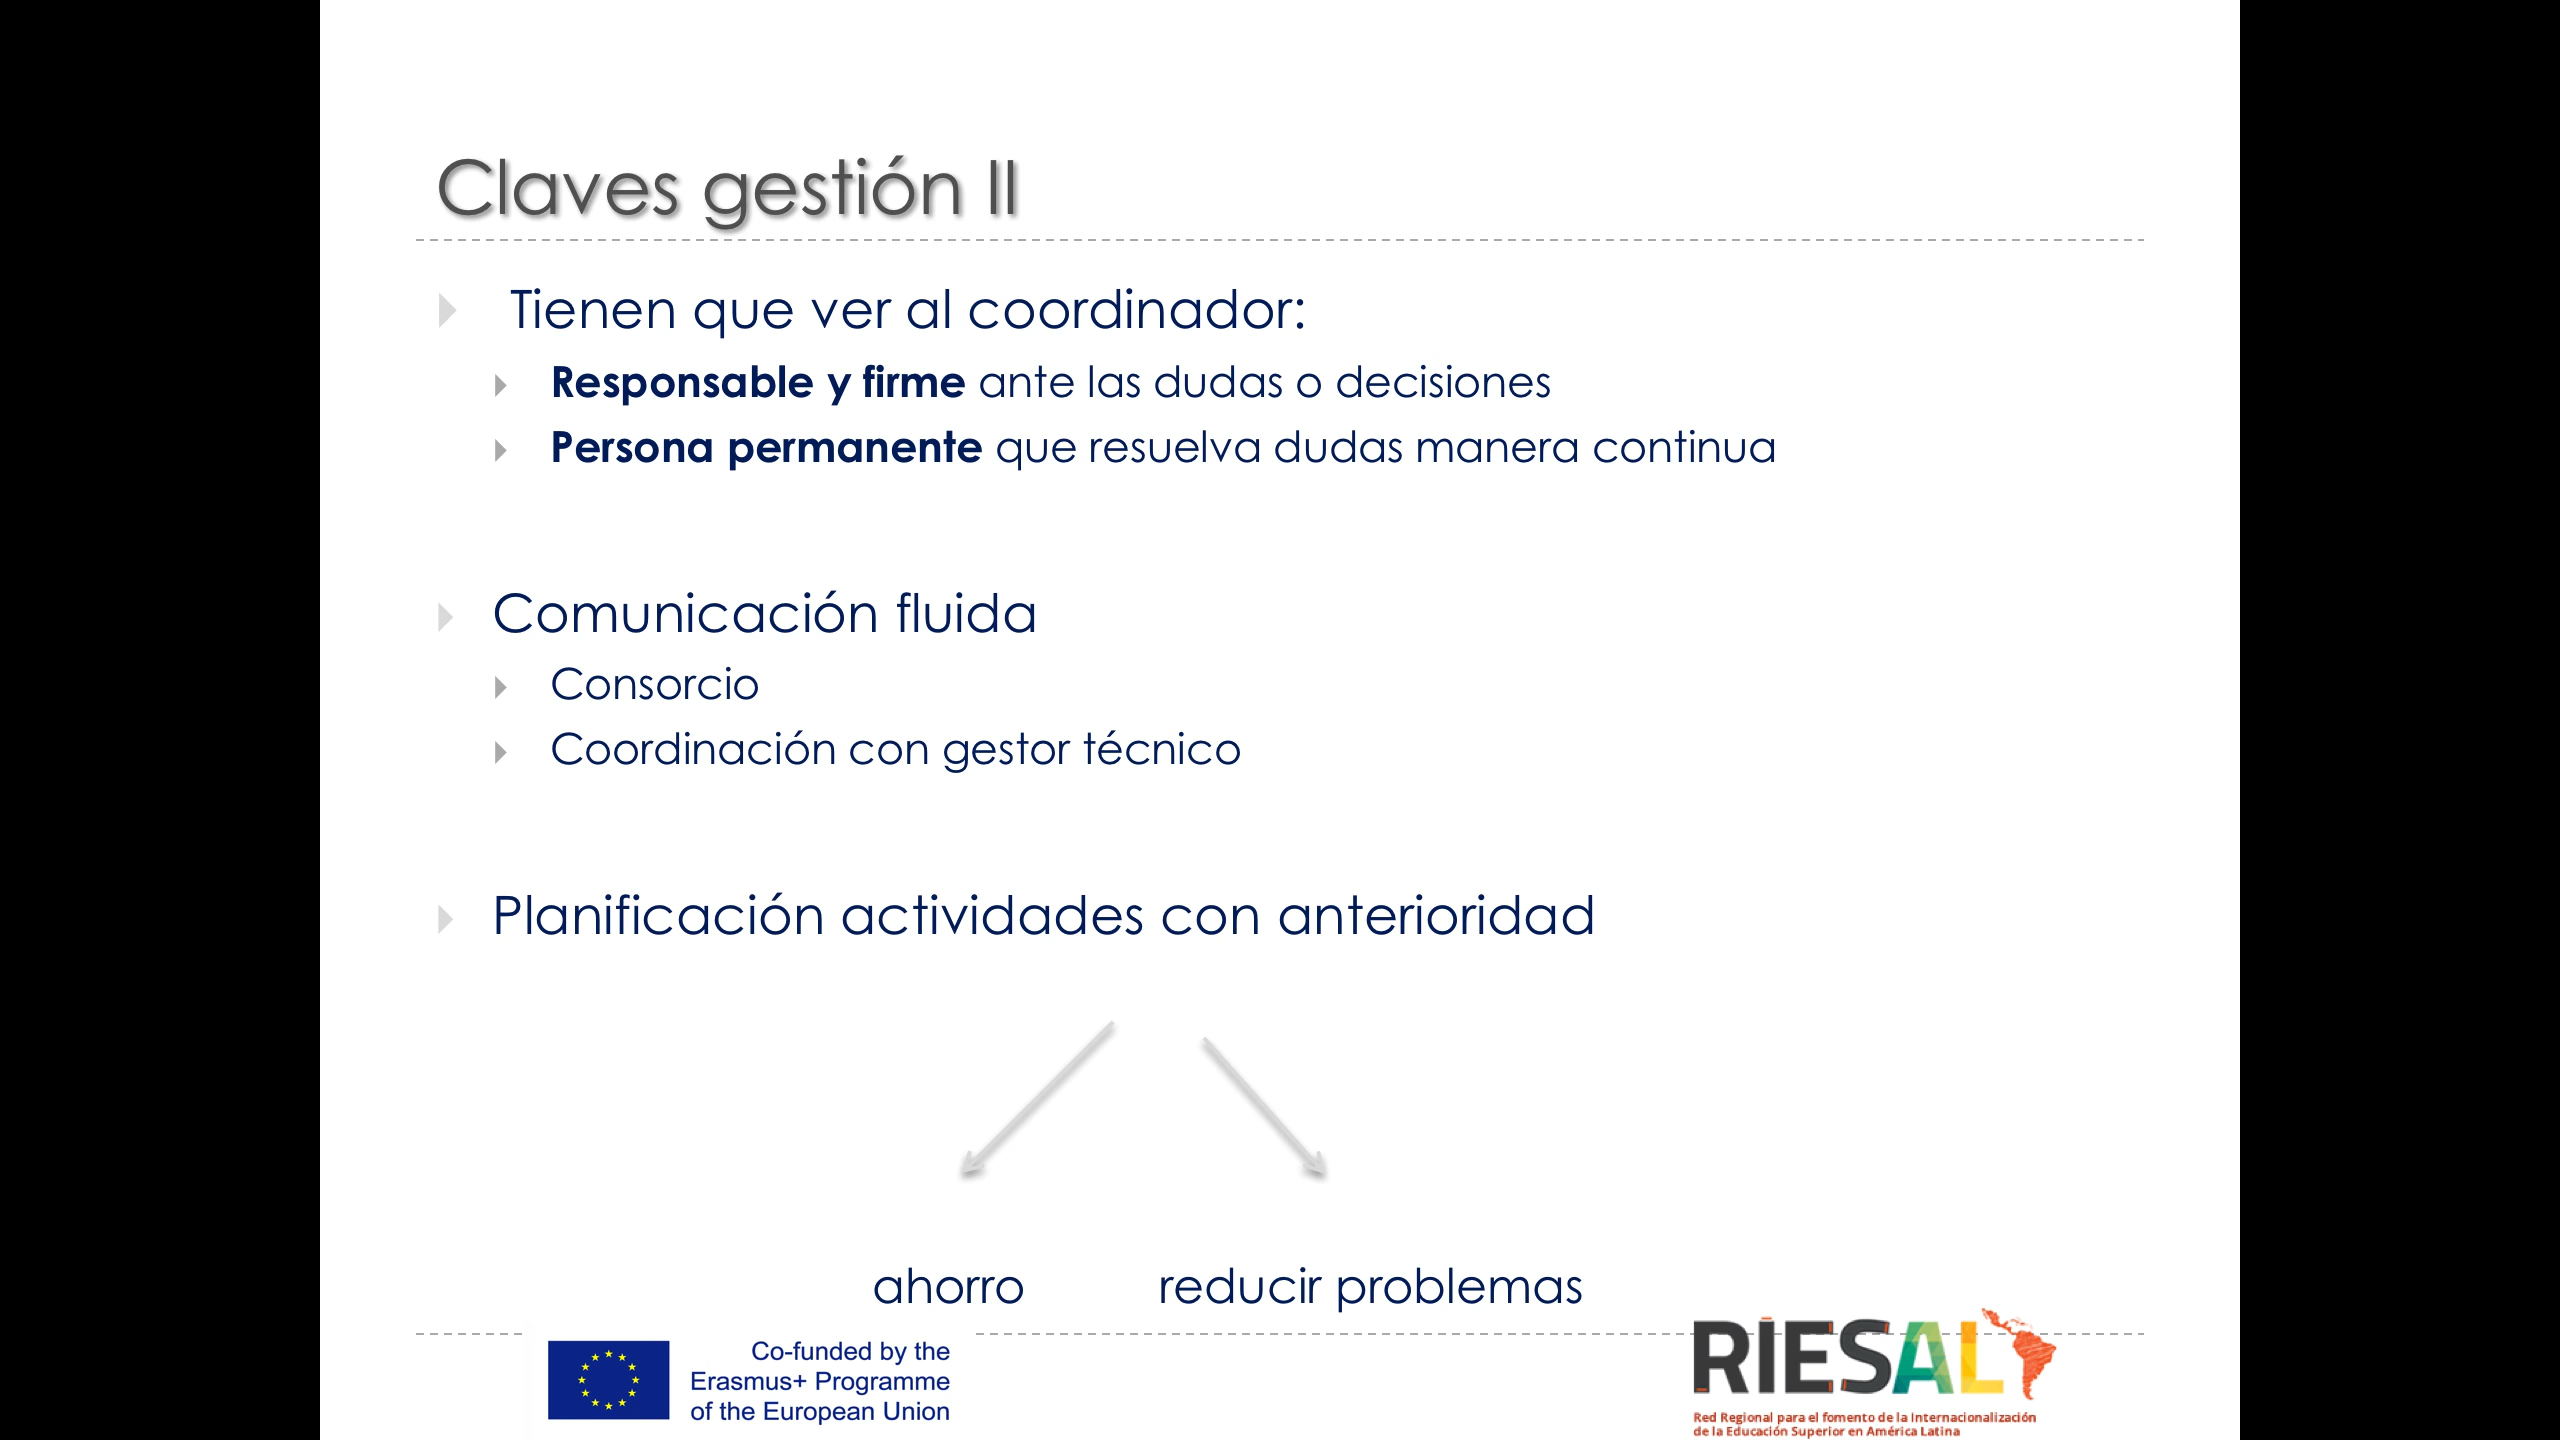 Claves gestión II
Tienen que ver al coordinador:
Responsable y firme ante las dudas o decisiones
Persona permanente que resuelva dudas manera continua
Comunicación fluida
Consorcio
Coordinación con gestor técnico
Planificación actividades con anterioridad
ahorro reducir problemas
Co-funded by the
Erasmus+ Programme
of the European Union
RIESAL
Red Regional para el fomento de la Internacionalización
de la Educación Superior en América Latina